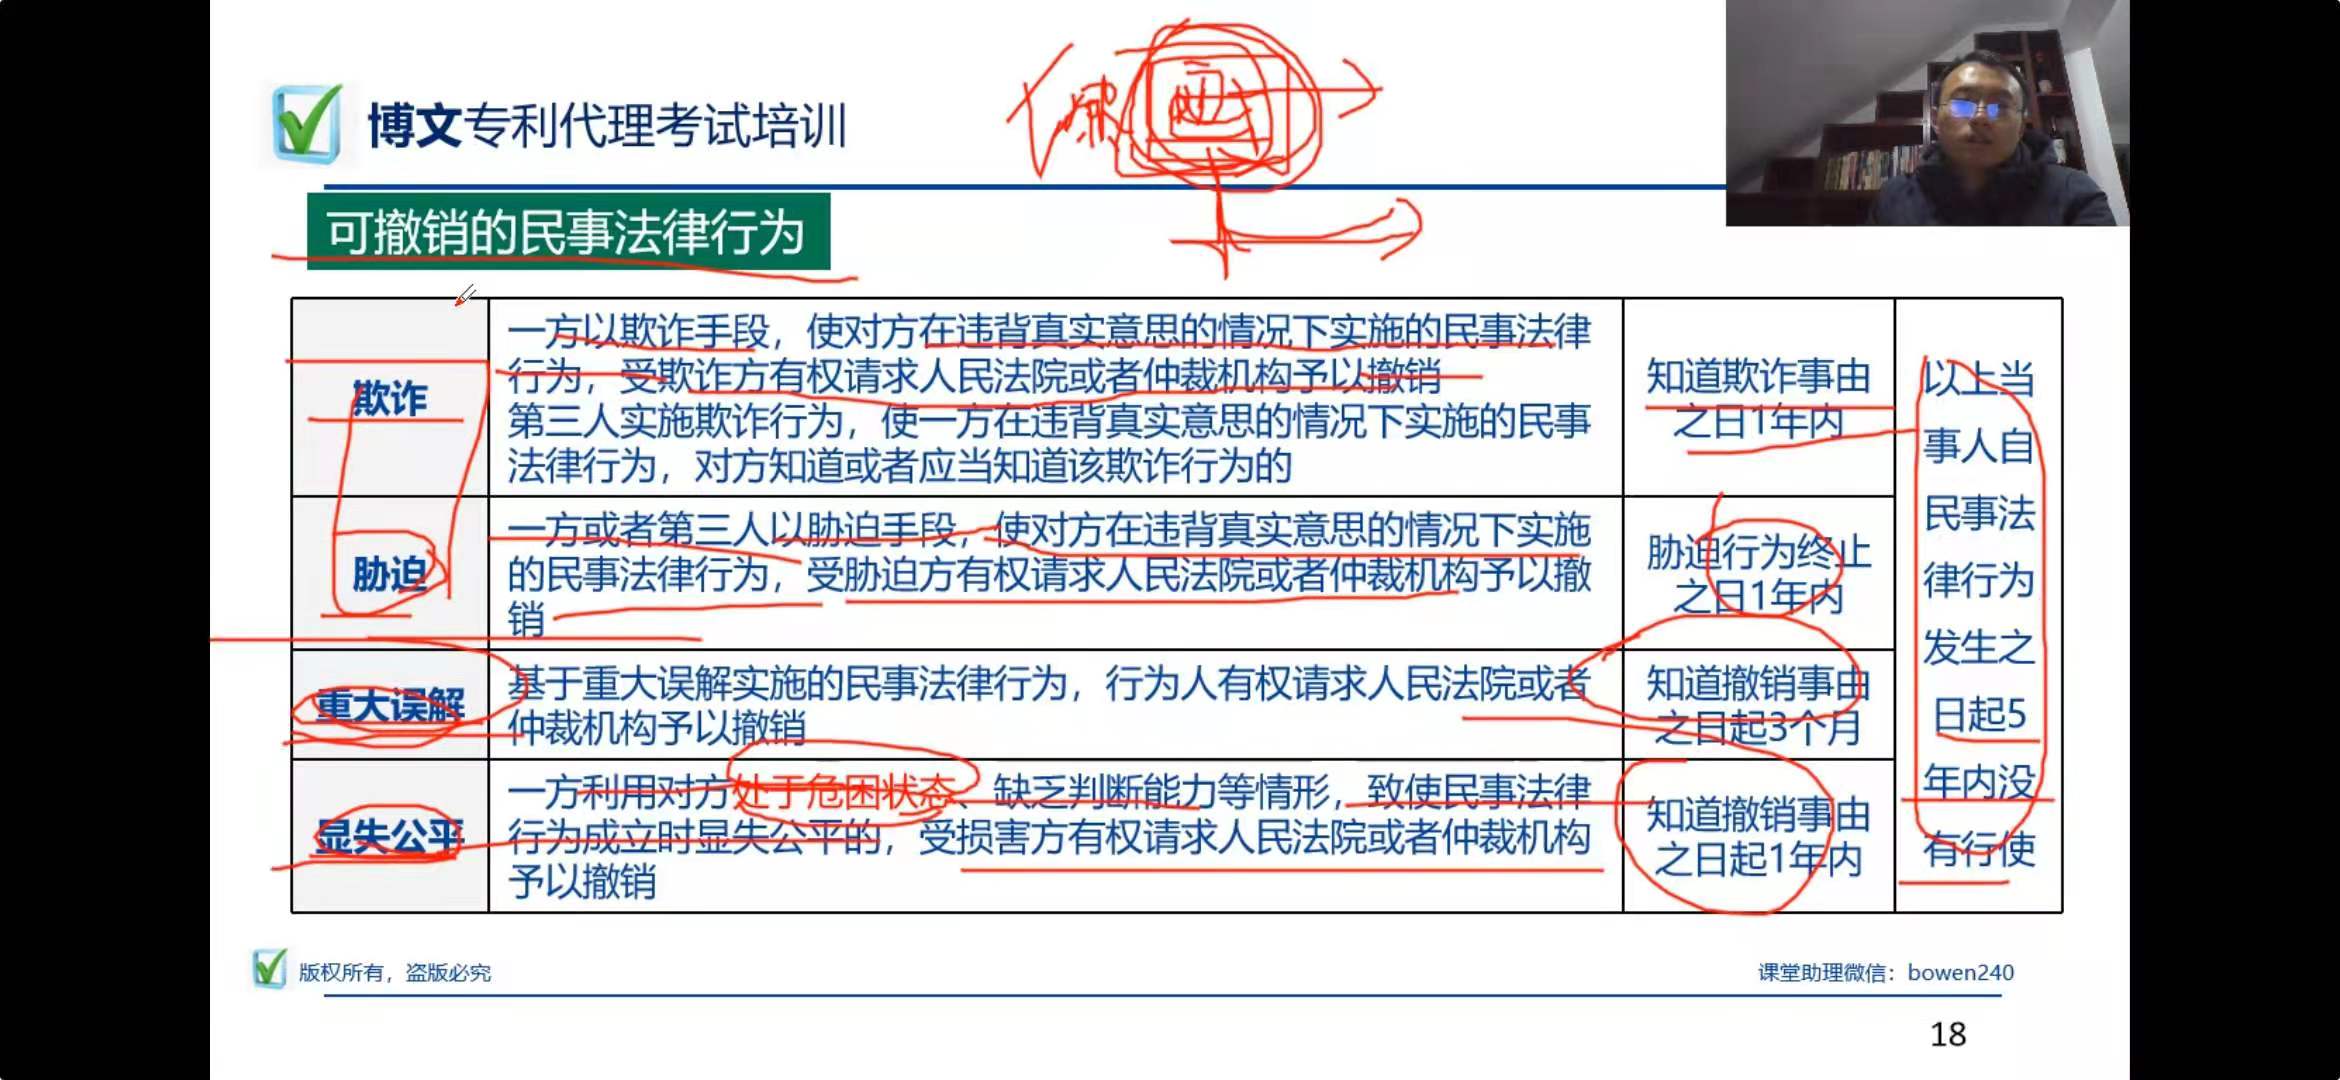 博文专利代理考试培训
可撤销的民事法律行为
欺诈
一方以欺诈手段，使对方在违背真实意思的情况下实施的民事法律
行为，受欺诈方有权请求人民法院或者仲裁机构予以撤销
第三人实施欺诈行为，使一方在违背真实意思的情况下实施的民事
法律行为，对方知道或者应当知道该欺诈行为的
知道欺诈事由
之日1年内
胁迫
一方或者第三人以胁迫手段，使对方在违背真实意思的情况下实施
的民事法律行为，受胁迫方有权请求人民法院或者仲裁机构予以撤
销
胁迫行为终止
之日1年内
重大误解
基于重大误解实施的民事法律行为，行为人有权请求人民法院或者
仲裁机构予以撤销
知道撤销事由
之日起3个月
显失公平
一方利用对方处于危困状态、缺乏判断能力等情形，致使民事法律
行为成立时显失公平的，受损害方有权请求人民法院或者仲裁机构
予以撤销
知道撤销事由
之日起1年内
以上当
事人自
民事法
律行为
发生之
日起5
年内没
有行使
版权所有，盗版必究
课堂助理微信：bowen240
18